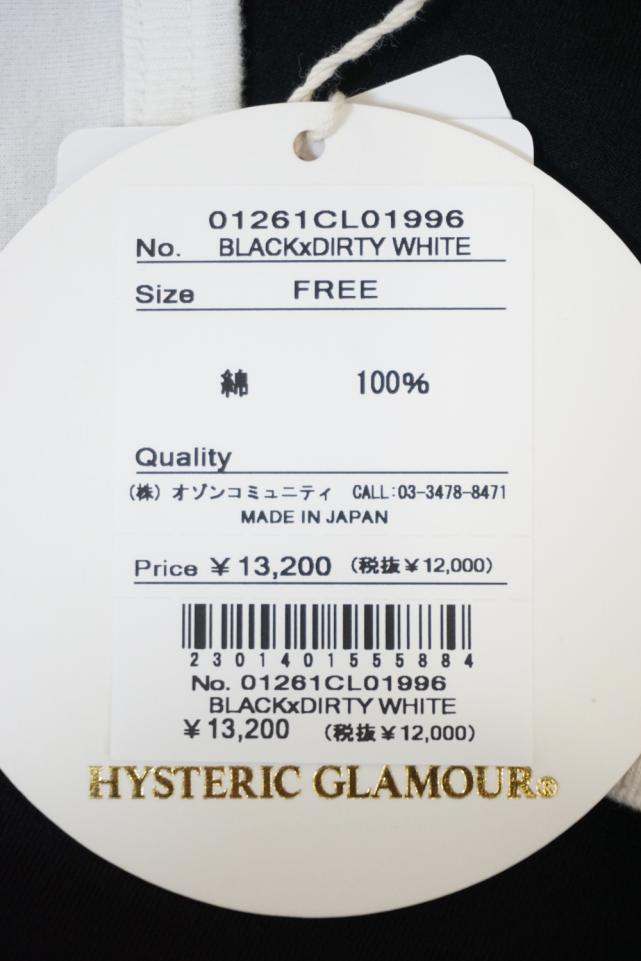 01261CL01996
No. BLACKxDIRTY WHITE
Size FREE
綿 100%
Quality
(株) オゾンコミュニティ CALL:03-3478-8471
MADE IN JAPAN
Price ¥13,200 (税抜¥12,000)
2301401555884
No. 01261CL01996
BLACKxDIRTY WHITE
¥13,200 (税抜¥12,000)
HYSTERIC GLAMOUR®